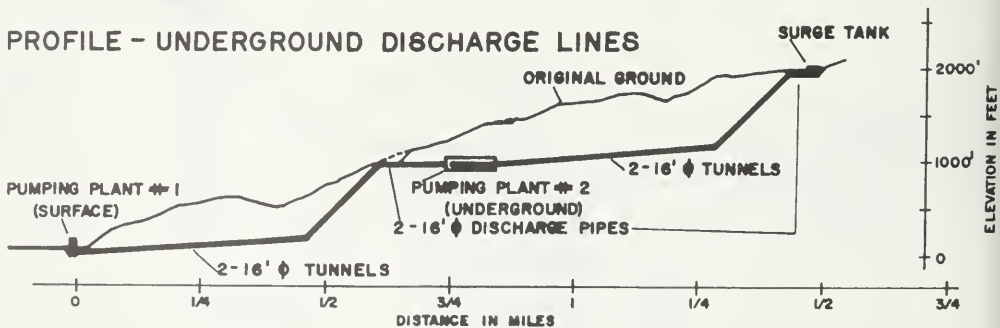 PROFILE - UNDERGROUND DISCHARGE LINES
SURGE TANK
ORIGINAL GROUND
2000'
1000'
0
ELEVATION IN FEET
PUMPING PLANT #1
(SURFACE)
PUMPING PLANT #2
(UNDERGROUND)
2-16' ϕ DISCHARGE PIPES
2-16' ϕ TUNNELS
2-16' ϕ TUNNELS
0 1/4 1/2 3/4 1 1/4 1/2 3/4
DISTANCE IN MILES